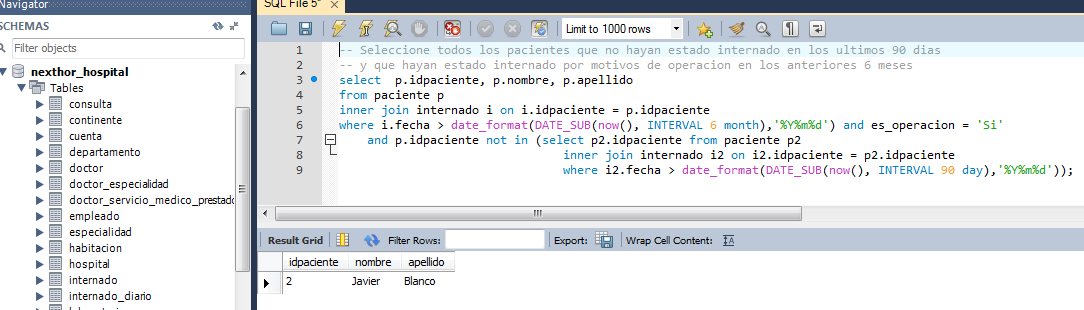 Navigator
SQL File 5*
SCHEMAS
Limit to 1000 rows
Filter objects
nexthor_hospital
Tables
consulta
continente
cuenta
departamento
doctor
doctor_especialidad
doctor_servicio_medico_prestado
empleado
especialidad
habitacion
hospital
internado
internado_diario
1 -- Seleccione todos los pacientes que no hayan estado internado en los ultimos 90 dias
2 -- y que hayan estado internado por motivos de operacion en los anteriores 6 meses
3 select p.idpaciente, p.nombre, p.apellido
4 from paciente p
5 inner join internado i on i.idpaciente = p.idpaciente
6 where i.fecha > date_format(DATE_SUB(now(), INTERVAL 6 month),'%Y%m%d') and es_operacion = 'Si'
7 and p.idpaciente not in (select p2.idpaciente from paciente p2
8 inner join internado i2 on i2.idpaciente = p2.idpaciente
9 where i2.fecha > date_format(DATE_SUB(now(), INTERVAL 90 day),'%Y%m%d'));
Result Grid Filter Rows: Export: Wrap Cell Content:
idpaciente nombre apellido
2 Javier Blanco